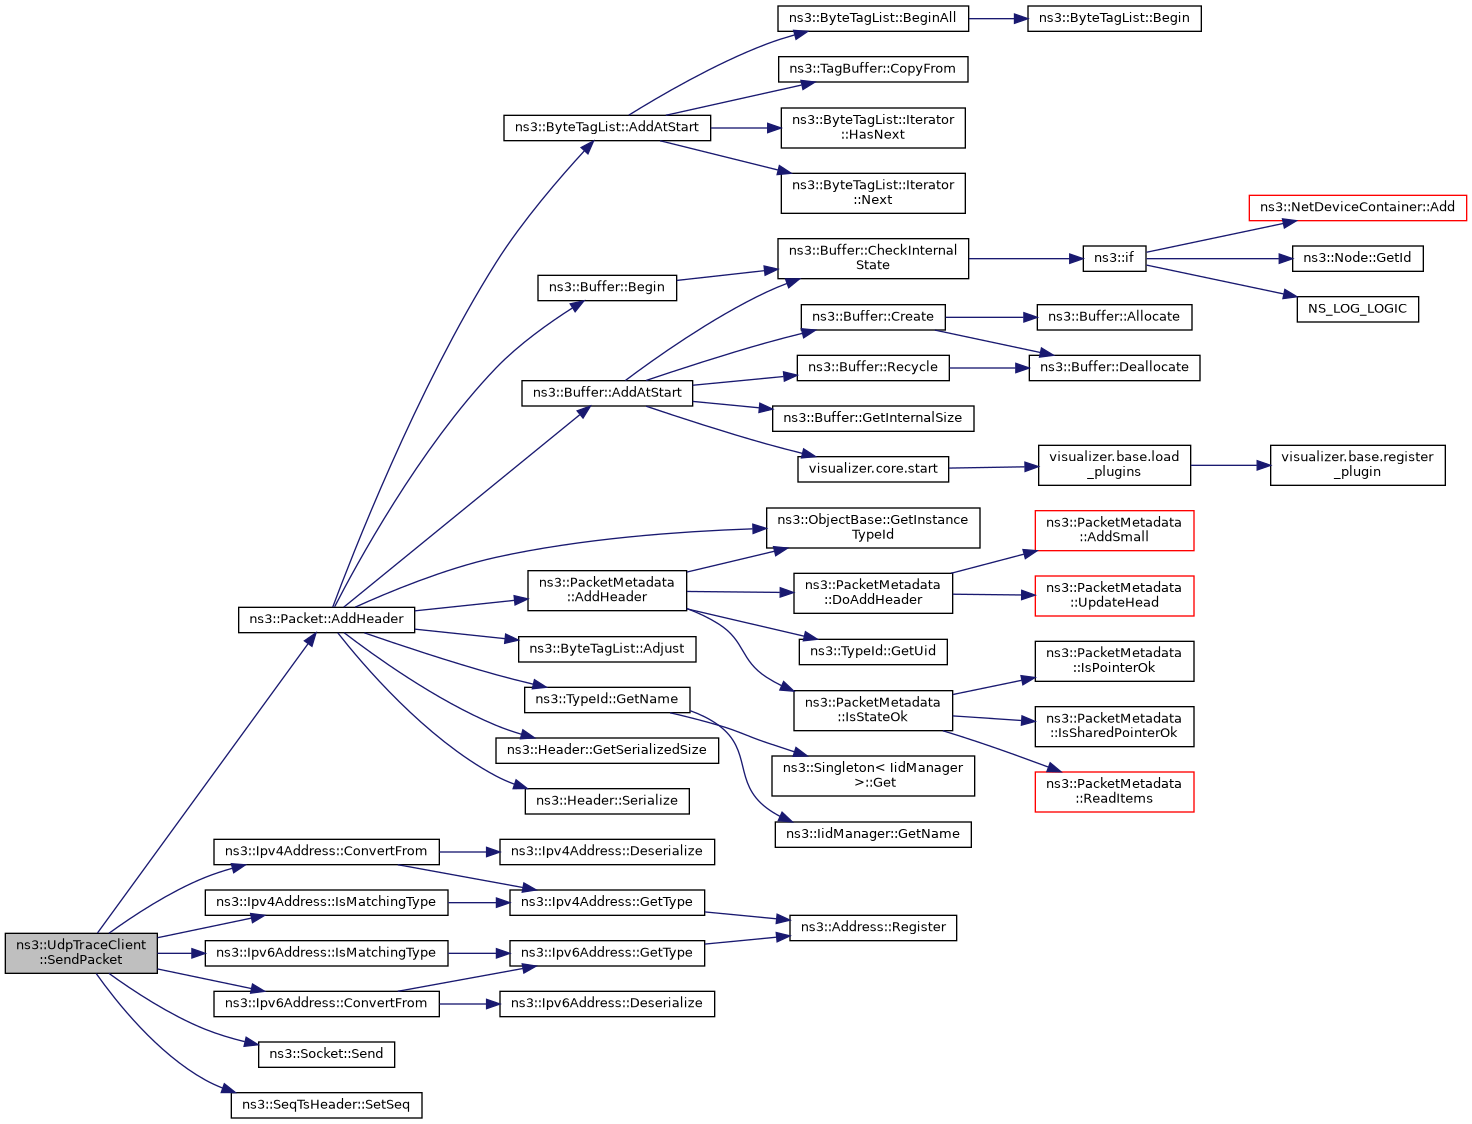 ns3::UdpTraceClient
::SendPacket
ns3::Packet::AddHeader
ns3::ByteTagList::AddAtStart
ns3::ByteTagList::BeginAll
ns3::ByteTagList::Begin
ns3::TagBuffer::CopyFrom
ns3::ByteTagList::Iterator
::HasNext
ns3::ByteTagList::Iterator
::Next
ns3::Buffer::Begin
ns3::Buffer::CheckInternal
State
ns3::if
ns3::NetDeviceContainer::Add
ns3::Node::GetId
NS_LOG_LOGIC
ns3::Buffer::AddAtStart
ns3::Buffer::Create
ns3::Buffer::Allocate
ns3::Buffer::Deallocate
ns3::Buffer::Recycle
ns3::Buffer::GetInternalSize
visualizer.core.start
visualizer.base.load
_plugins
visualizer.base.register
_plugin
ns3::ObjectBase::GetInstance
TypeId
ns3::PacketMetadata
::AddHeader
ns3::PacketMetadata
::DoAddHeader
ns3::PacketMetadata
::AddSmall
ns3::PacketMetadata
::UpdateHead
ns3::TypeId::GetUid
ns3::PacketMetadata
::IsStateOk
ns3::PacketMetadata
::IsPointerOk
ns3::PacketMetadata
::IsSharedPointerOk
ns3::PacketMetadata
::ReadItems
ns3::ByteTagList::Adjust
ns3::TypeId::GetName
ns3::Singleton< IidManager
>::Get
ns3::IidManager::GetName
ns3::Header::GetSerializedSize
ns3::Header::Serialize
ns3::Ipv4Address::ConvertFrom
ns3::Ipv4Address::Deserialize
ns3::Ipv4Address::IsMatchingType
ns3::Ipv4Address::GetType
ns3::Address::Register
ns3::Ipv6Address::IsMatchingType
ns3::Ipv6Address::GetType
ns3::Ipv6Address::ConvertFrom
ns3::Ipv6Address::Deserialize
ns3::Socket::Send
ns3::SeqTsHeader::SetSeq